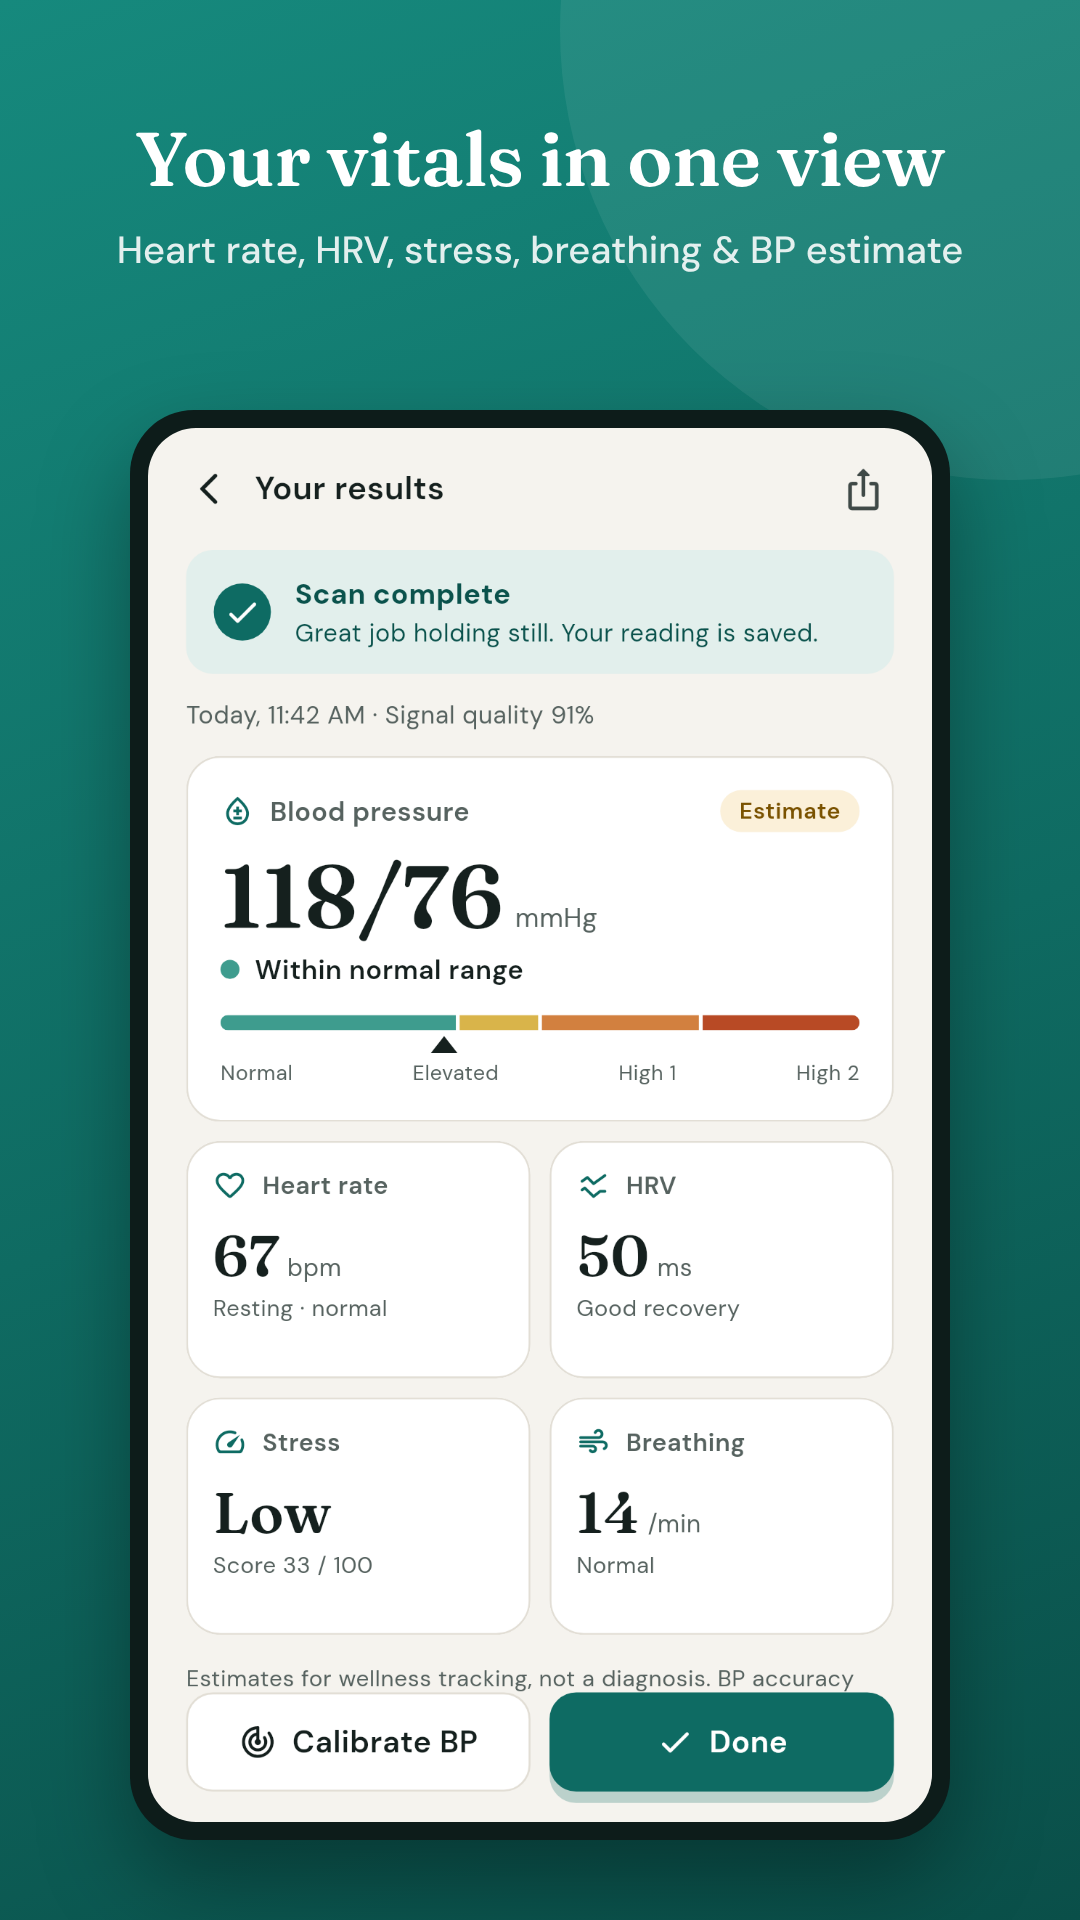 Your vitals in one view
Heart rate, HRV, stress, breathing & BP estimate
Your results
Scan complete
Great job holding still. Your reading is saved.
Today, 11:42 AM · Signal quality 91%
Blood pressure
Estimate
118/76 mmHg
Within normal range
Normal
Elevated
High 1
High 2
Heart rate
67 bpm
Resting · normal
HRV
50 ms
Good recovery
Stress
Low
Score 33 / 100
Breathing
14 /min
Normal
Estimates for wellness tracking, not a diagnosis. BP accuracy
Calibrate BP
Done